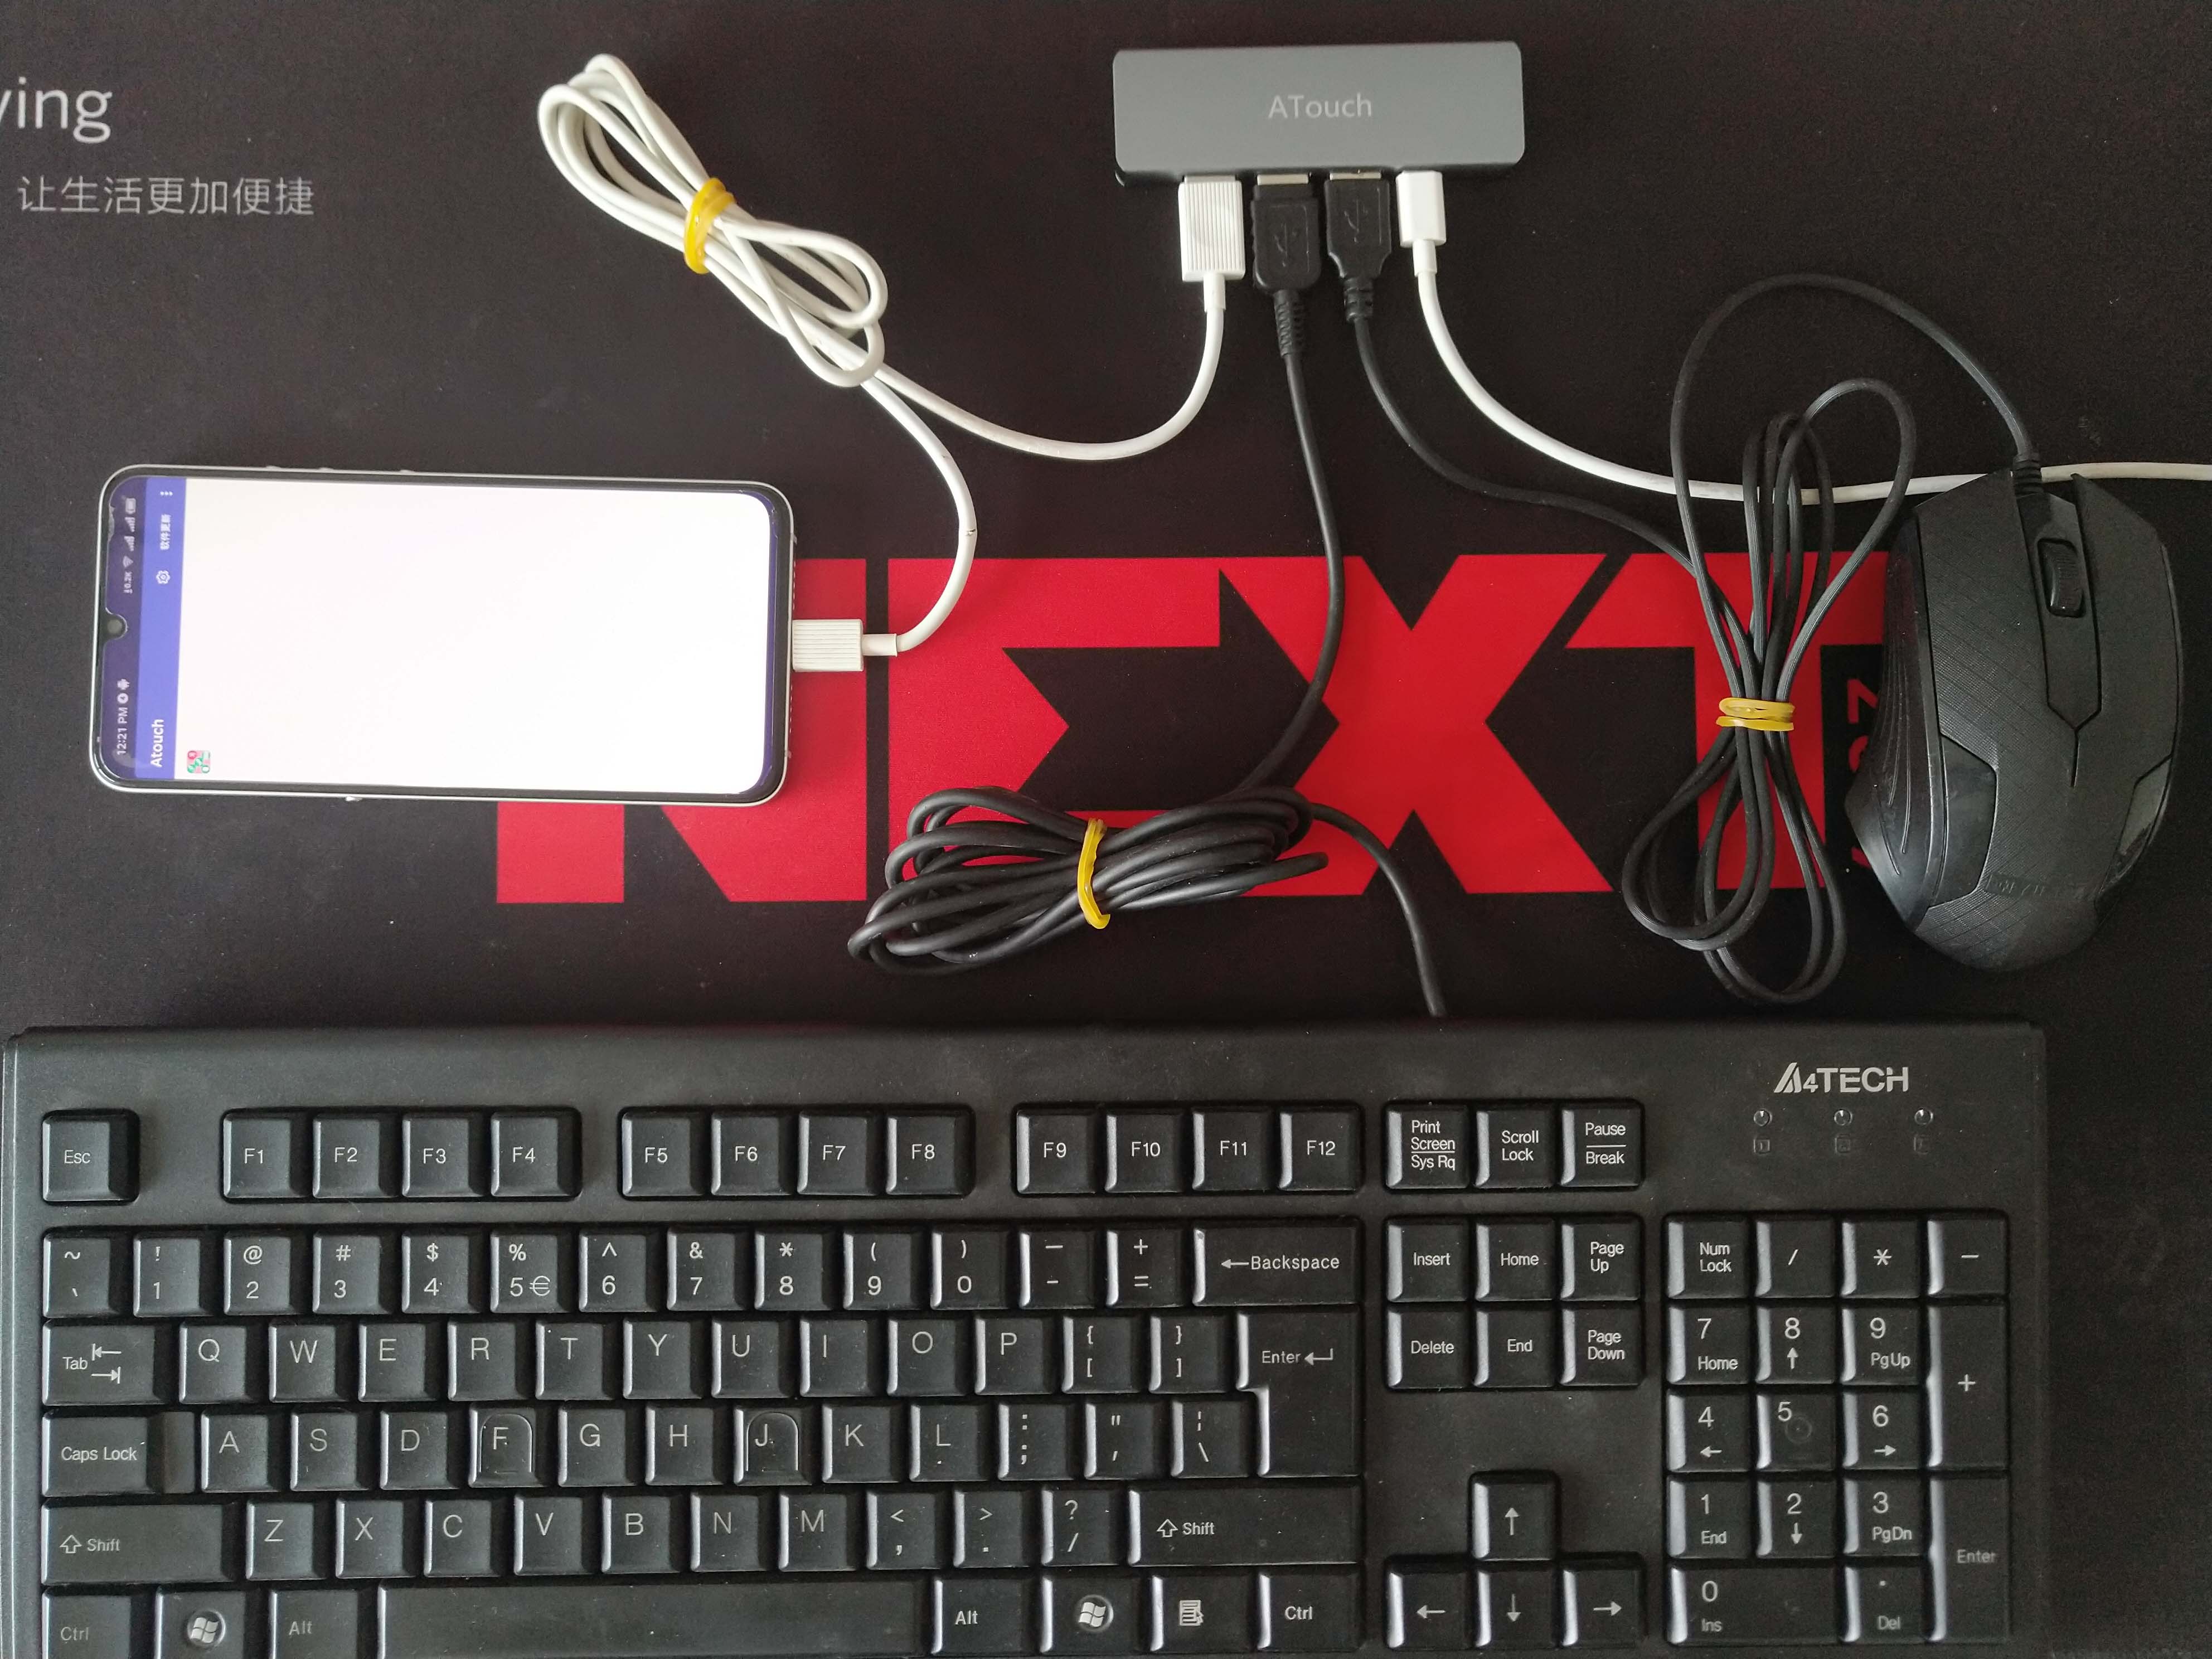 ying
让生活更加便捷
ATouch
12:21 PM
0.2K
Atouch
软件更新
NEXT
A4TECH
Esc F1 F2 F3 F4 F5 F6 F7 F8 F9 F10 F11 F12 Print Screen Sys Rq Scroll Lock Pause Break
~ ` ! 1 @ 2 # 3 $ 4 % 5 € ^ 6 & 7 * 8 ( 9 ) 0 — - + = ←Backspace Insert Home Page Up Num Lock / * −
Tab Q W E R T Y U I O P { [ } ] Enter Delete End Page Down 7 Home 8 ↑ 9 PgUp +
Caps Lock A S D F G H J K L : ; " ' ¦ \ 4 ← 5 6 →
Shift Z X C V B N M < , > . ? / Shift ↑ 1 End 2 ↓ 3 PgDn Enter
Ctrl Alt Alt Ctrl ← ↓ → 0 Ins . Del